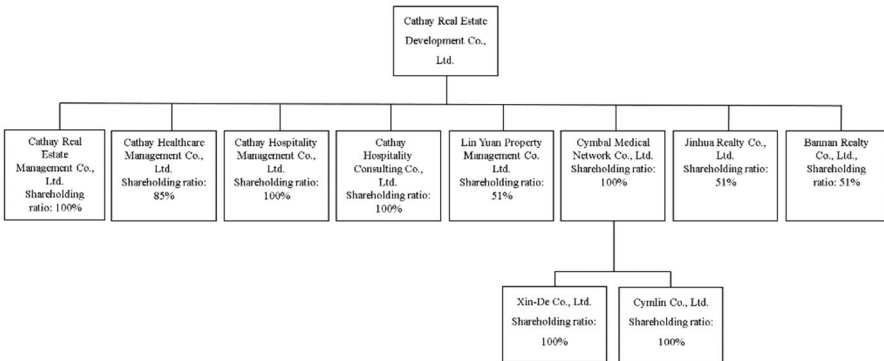 Cathay Real Estate
Development Co.,
Ltd.
Cathay Real
Estate
Management Co.,
Ltd.
Shareholding
ratio: 100%
Cathay Healthcare
Management Co.,
Ltd.
Shareholding ratio:
85%
Cathay Hospitality
Management Co.,
Ltd.
Shareholding ratio:
100%
Cathay
Hospitality
Consulting Co.,
Ltd.
Shareholding ratio:
100%
Lin Yuan Property
Management Co.
Ltd.
Shareholding ratio:
51%
Cymbal Medical
Network Co., Ltd.
Shareholding ratio:
100%
Jinhua Realty Co.,
Ltd.
Shareholding ratio:
51%
Bannan Realty
Co., Ltd.,
Shareholding
ratio: 51%
Xin-De Co., Ltd.
Shareholding ratio:
100%
Cymlin Co., Ltd.
Shareholding ratio:
100%